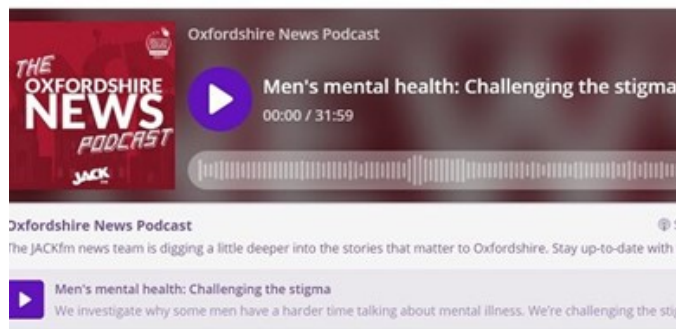 THE
OXFORDSHIRE
NEWS
PODCAST
JACK
Oxfordshire News Podcast
Men's mental health: Challenging the stigma
00:00 / 31:59
Oxfordshire News Podcast
The JACKfm news team is digging a little deeper into the stories that matter to Oxfordshire. Stay up-to-date with
Men's mental health: Challenging the stigma
We investigate why some men have a harder time talking about mental illness. We're challenging the